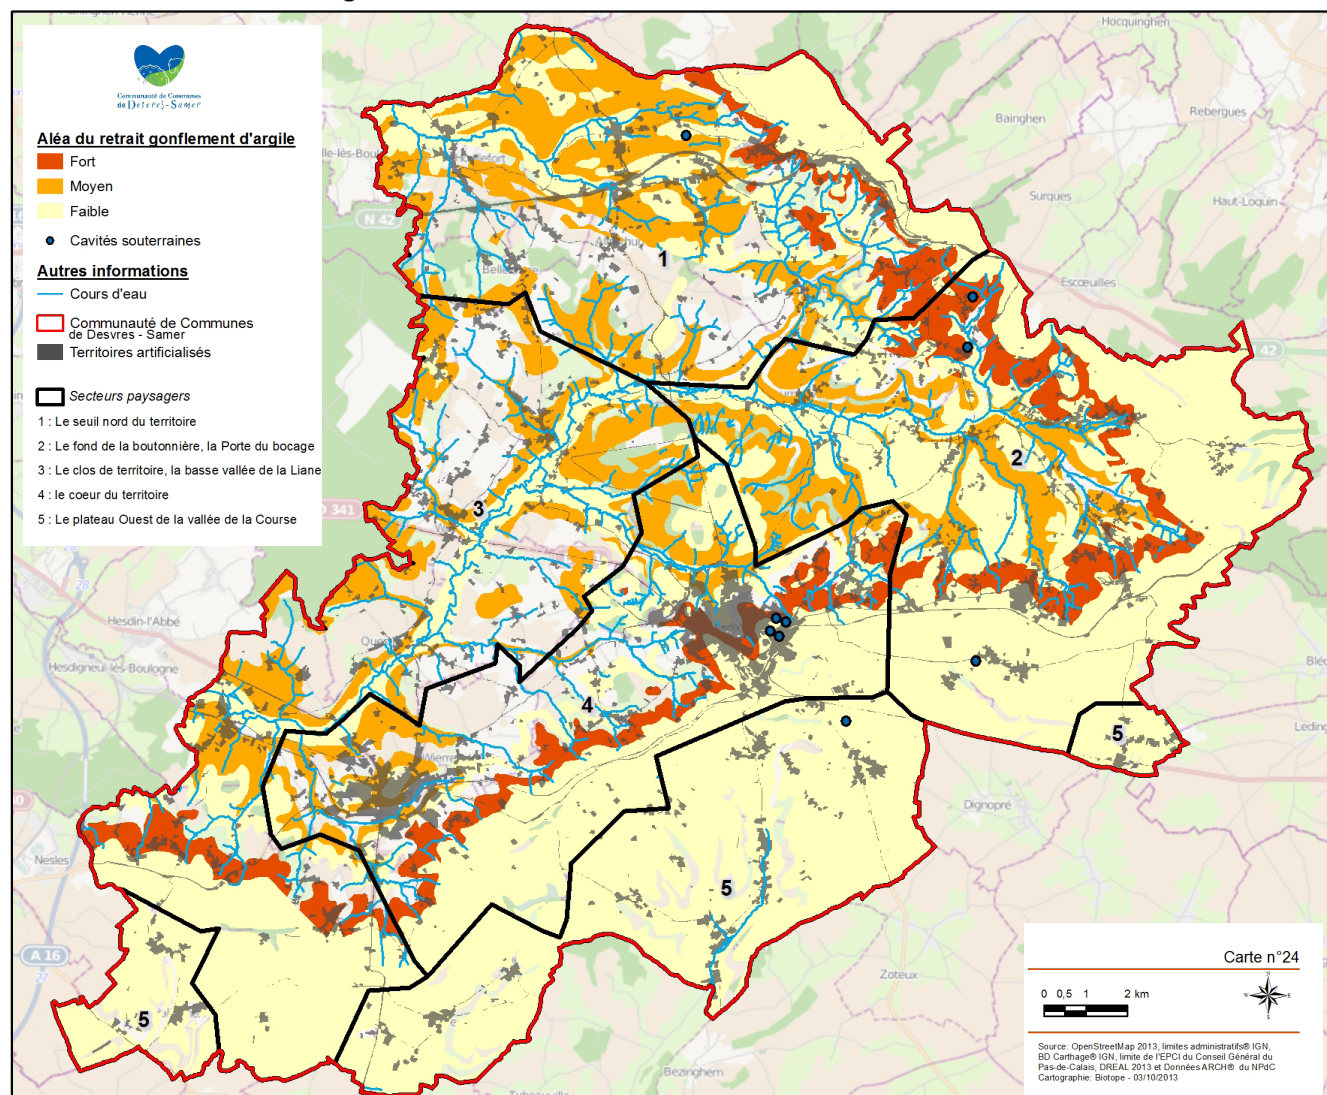 Hocquinghen
Communauté de Communes
de Desvres - Samer
Aléa du retrait gonflement d'argile
Fort
Moyen
Faible
Cavités souterraines
Autres informations
Cours d'eau
Communauté de Communes
de Desvres - Samer
Territoires artificialisés
Secteurs paysagers
1 : Le seuil nord du territoire
2 : Le fond de la boutonnière, la Porte du bocage
3 : Le clos de territoire, la basse vallée de la Liane
4 : le coeur du territoire
5 : Le plateau Ouest de la vallée de la Course
Rebergues
Bainghen
Surques
Haut-Loquin
N 42
1
Escœuilles
42
2
D 341
3
Hesdin-l'Abbé
28
Hesdigneul-lès-Boulogne
4
5
Dignopré
Nesles
5
A 16
Zoteux
5
Bezinghem
Carte n°24
N
W E
S
0 0,5 1 2 km
Source: OpenStreetMap 2013, limites administratifs® IGN,
BD Carthage® IGN, limite de l'EPCI du Conseil Général du
Pas-de-Calais, DREAL 2013 et Données ARCH® du NPdC
Cartographie: Biotope - 03/10/2013